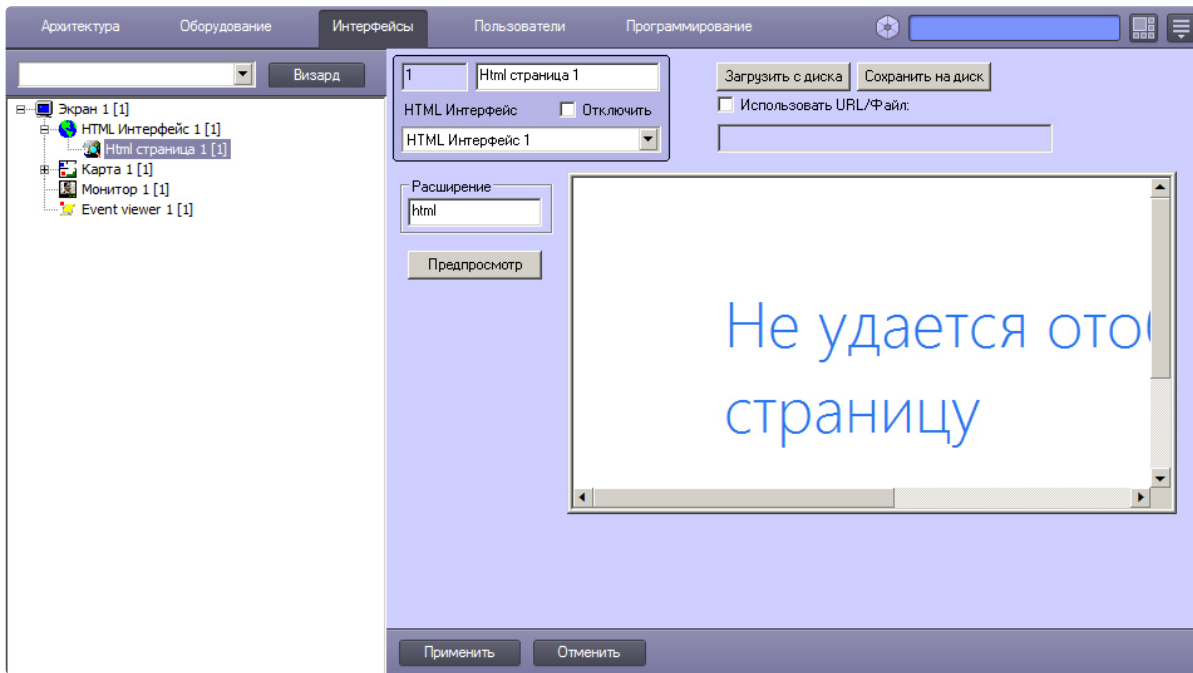 Архитектура Оборудование Интерфейсы Пользователи Программирование
Визард
Экран 1 [1]
HTML Интерфейс 1 [1]
Html страница 1 [1]
Карта 1 [1]
Монитор 1 [1]
Event viewer 1 [1]
1 Html страница 1
HTML Интерфейс Отключить
HTML Интерфейс 1
Загрузить с диска Сохранить на диск
Использовать URL/Файл:
Расширение
html
Предпросмотр
Не удается отоб
страницу
Применить Отменить